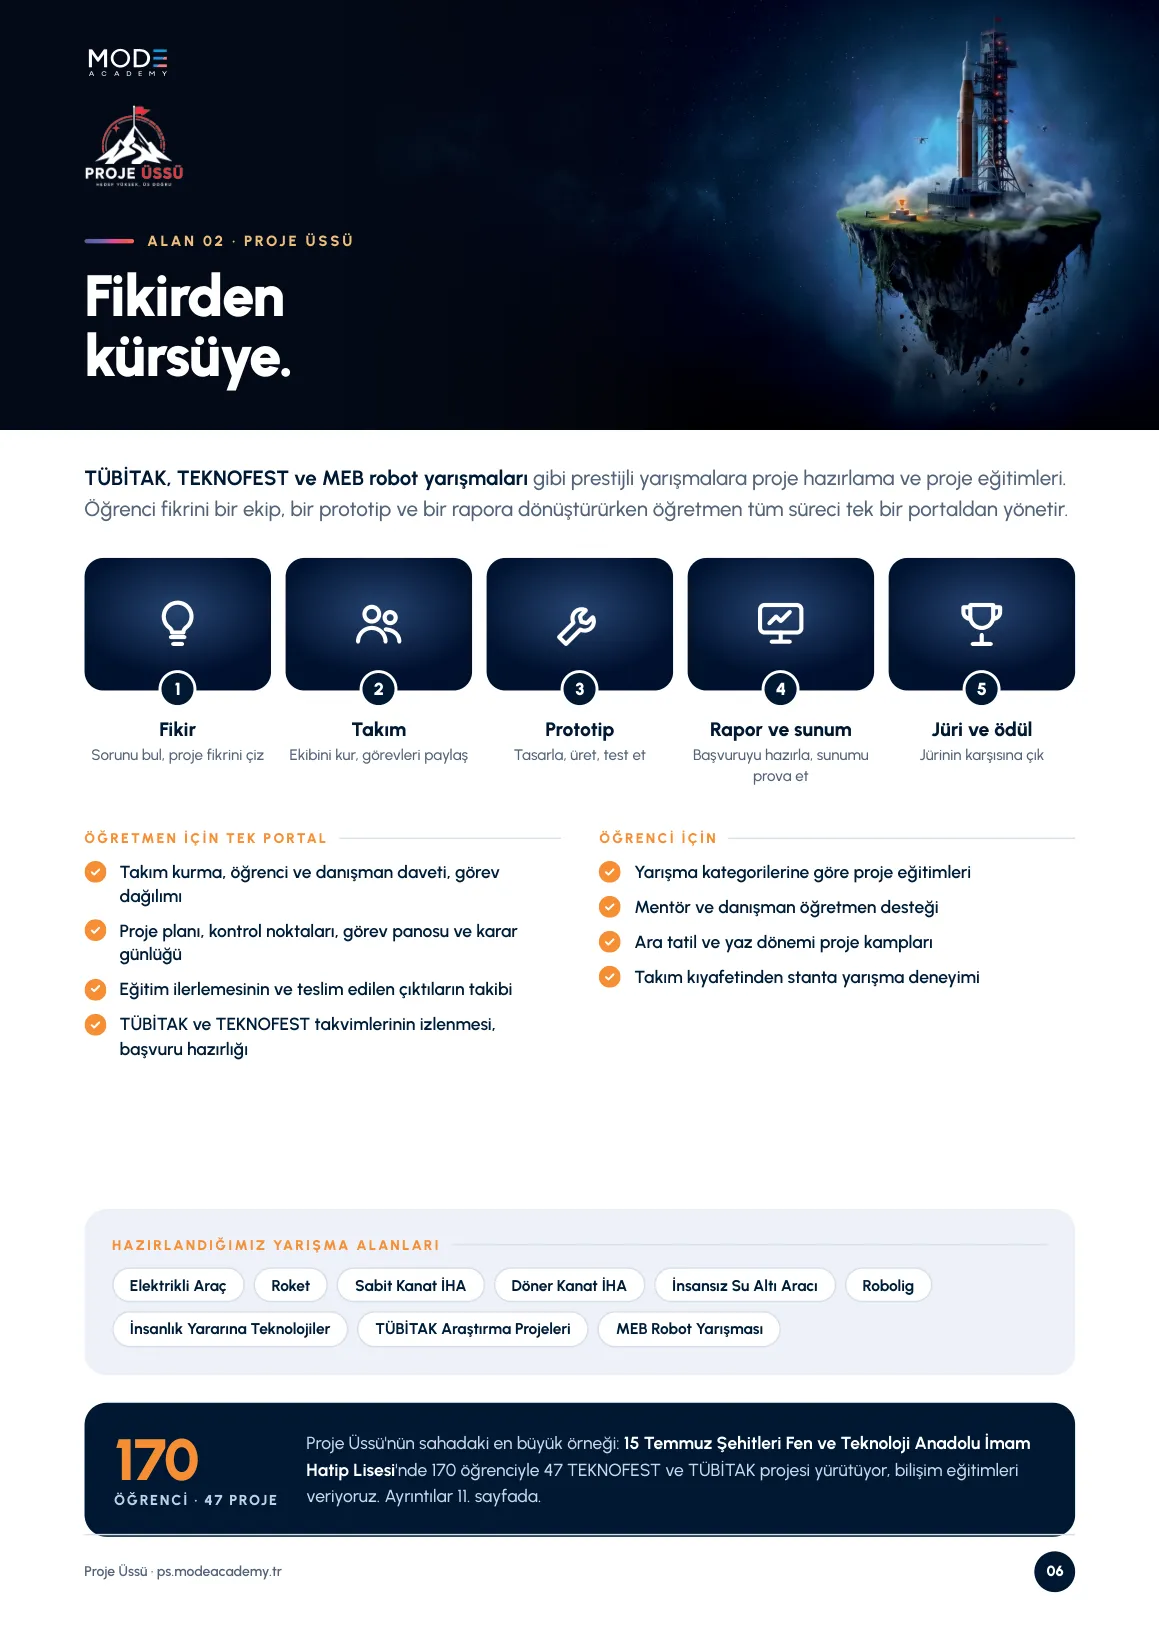 MODE
ACADEMY
PROJE ÜSSÜ
HEDEF YÜKSEK, ÜS DOĞRU
ALAN 02 · PROJE ÜSSÜ
Fikirden
kürsüye.
TÜBİTAK, TEKNOFEST ve MEB robot yarışmaları gibi prestijli yarışmalara proje hazırlama ve proje eğitimleri.
Öğrenci fikrini bir ekip, bir prototip ve bir rapora dönüştürürken öğretmen tüm süreci tek bir portaldan yönetir.
1
Fikir
Sorunu bul, proje fikrini çiz
2
Takım
Ekibini kur, görevleri paylaş
3
Prototip
Tasarla, üret, test et
4
Rapor ve sunum
Başvuruyu hazırla, sunumu
prova et
5
Jüri ve ödül
Jürinin karşısına çık
ÖĞRETMEN İÇİN TEK PORTAL
Takım kurma, öğrenci ve danışman daveti, görev
dağılımı
Proje planı, kontrol noktaları, görev panosu ve karar
günlüğü
Eğitim ilerlemesinin ve teslim edilen çıktıların takibi
TÜBİTAK ve TEKNOFEST takvimlerinin izlenmesi,
başvuru hazırlığı
ÖĞRENCİ İÇİN
Yarışma kategorilerine göre proje eğitimleri
Mentör ve danışman öğretmen desteği
Ara tatil ve yaz dönemi proje kampları
Takım kıyafetinden stanta yarışma deneyimi
HAZIRLANDIĞIMIZ YARIŞMA ALANLARI
Elektrikli Araç Roket Sabit Kanat İHA Döner Kanat İHA İnsansız Su Altı Aracı Robolig
İnsanlık Yararına Teknolojiler TÜBİTAK Araştırma Projeleri MEB Robot Yarışması
170
ÖĞRENCİ · 47 PROJE
Proje Üssü'nün sahadaki en büyük örneği: 15 Temmuz Şehitleri Fen ve Teknoloji Anadolu İmam
Hatip Lisesi'nde 170 öğrenciyle 47 TEKNOFEST ve TÜBİTAK projesi yürütüyor, bilişim eğitimleri
veriyoruz. Ayrıntılar 11. sayfada.
Proje Üssü · ps.modeacademy.tr
06